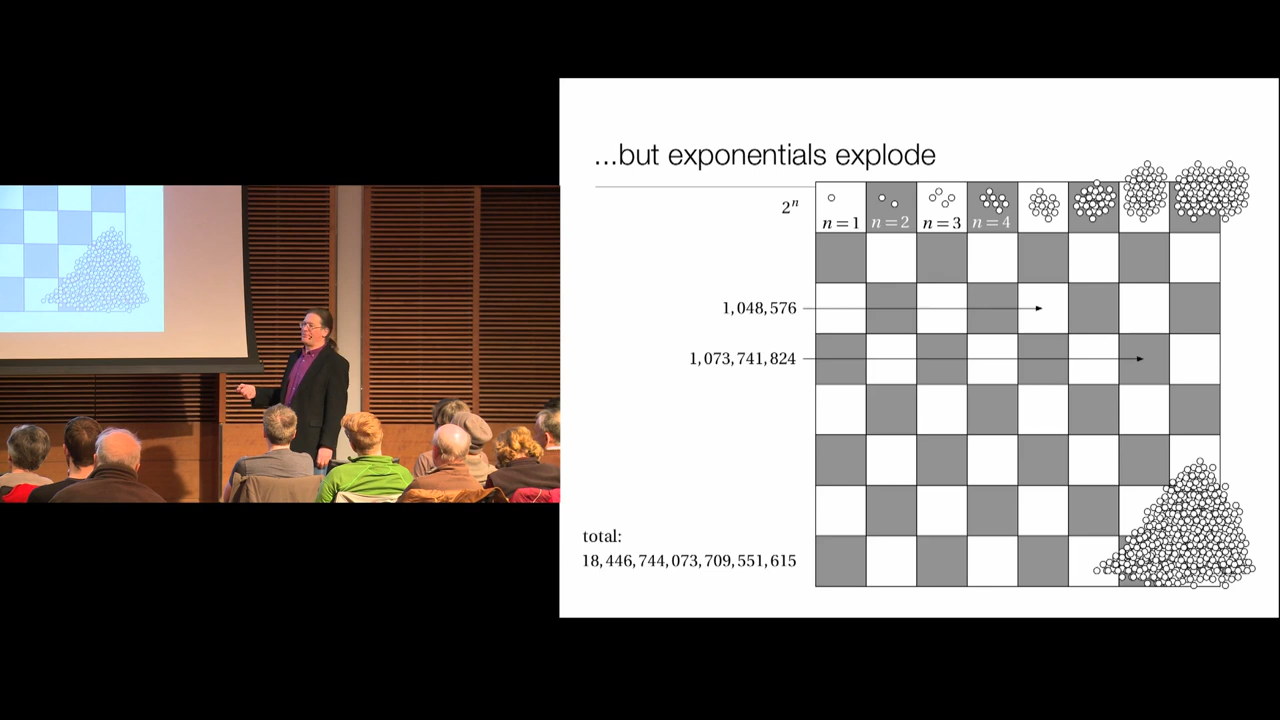 ...but exponentials explode
2ⁿ
n = 1 n = 2 n = 3 n = 4
1,048,576
1,073,741,824
total:
18,446,744,073,709,551,615